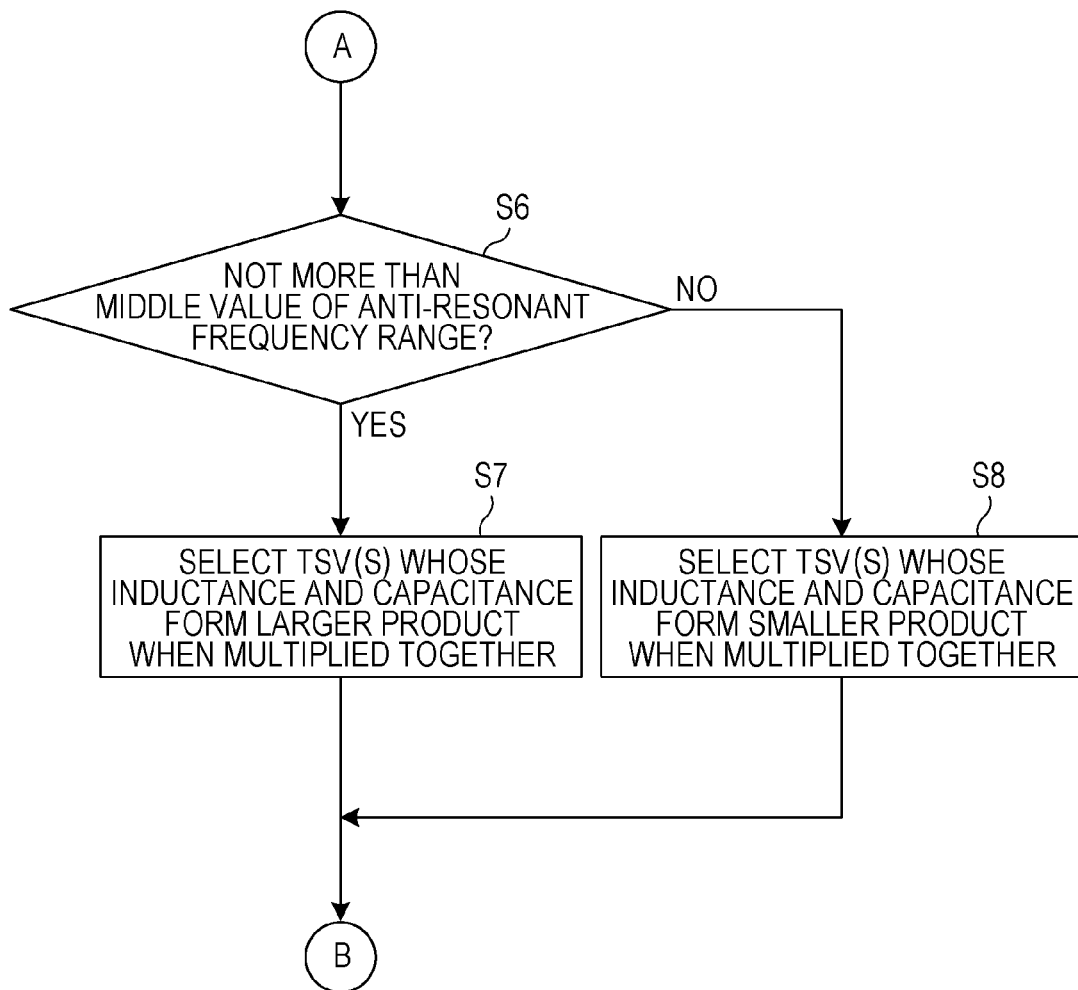 A
S6
NOT MORE THAN
MIDDLE VALUE OF ANTI-RESONANT
FREQUENCY RANGE?
NO
YES
S7
SELECT TSV(S) WHOSE
INDUCTANCE AND CAPACITANCE
FORM LARGER PRODUCT
WHEN MULTIPLIED TOGETHER
S8
SELECT TSV(S) WHOSE
INDUCTANCE AND CAPACITANCE
FORM SMALLER PRODUCT
WHEN MULTIPLIED TOGETHER
B